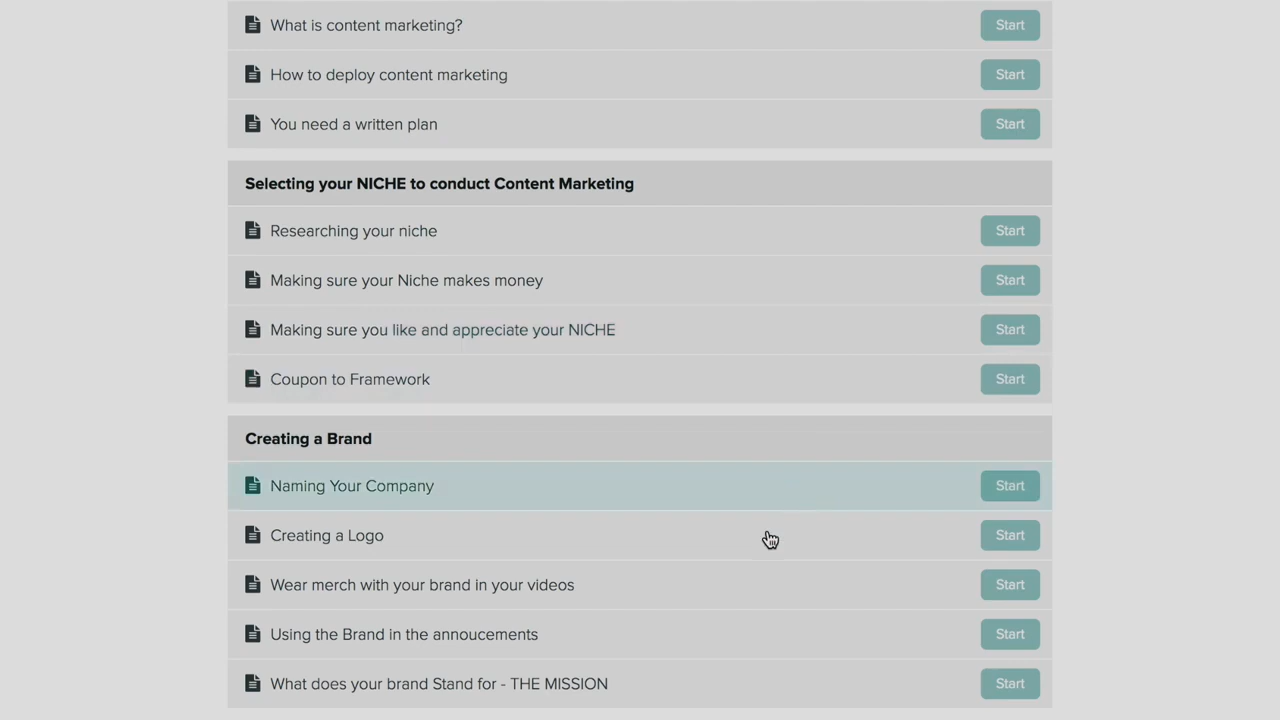 What is content marketing? Start
How to deploy content marketing Start
You need a written plan Start
Selecting your NICHE to conduct Content Marketing
Researching your niche Start
Making sure your Niche makes money Start
Making sure you like and appreciate your NICHE Start
Coupon to Framework Start
Creating a Brand
Naming Your Company Start
Creating a Logo Start
Wear merch with your brand in your videos Start
Using the Brand in the annoucements Start
What does your brand Stand for - THE MISSION Start